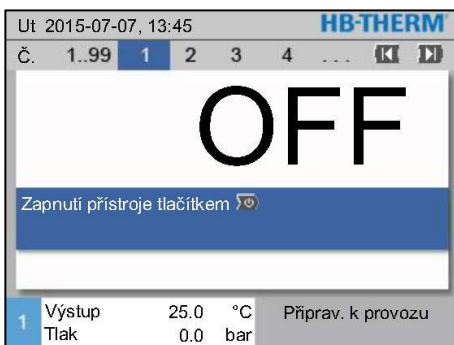 Ut 2015-07-07, 13:45 HB-THERM
Č. 1..99 1 2 3 4 ...
OFF
Zapnutí přístroje tlačítkem
1 Výstup 25.0 °C Připrav. k provozu
Tlak 0.0 bar